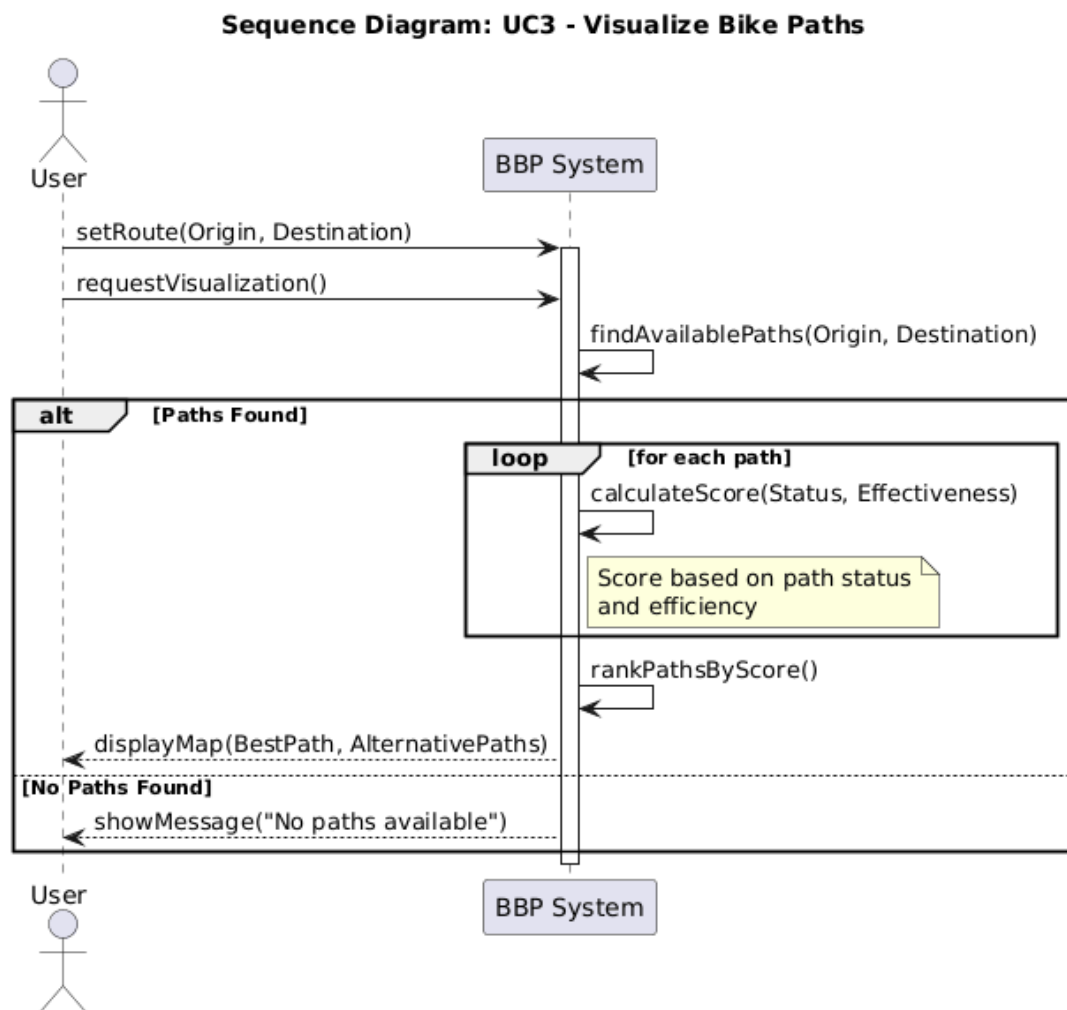 Sequence Diagram: UC3 - Visualize Bike Paths
User
BBP System
setRoute(Origin, Destination)
requestVisualization()
findAvailablePaths(Origin, Destination)
alt
[Paths Found]
loop
[for each path]
calculateScore(Status, Effectiveness)
Score based on path status
and efficiency
rankPathsByScore()
displayMap(BestPath, AlternativePaths)
[No Paths Found]
showMessage("No paths available")
User
BBP System